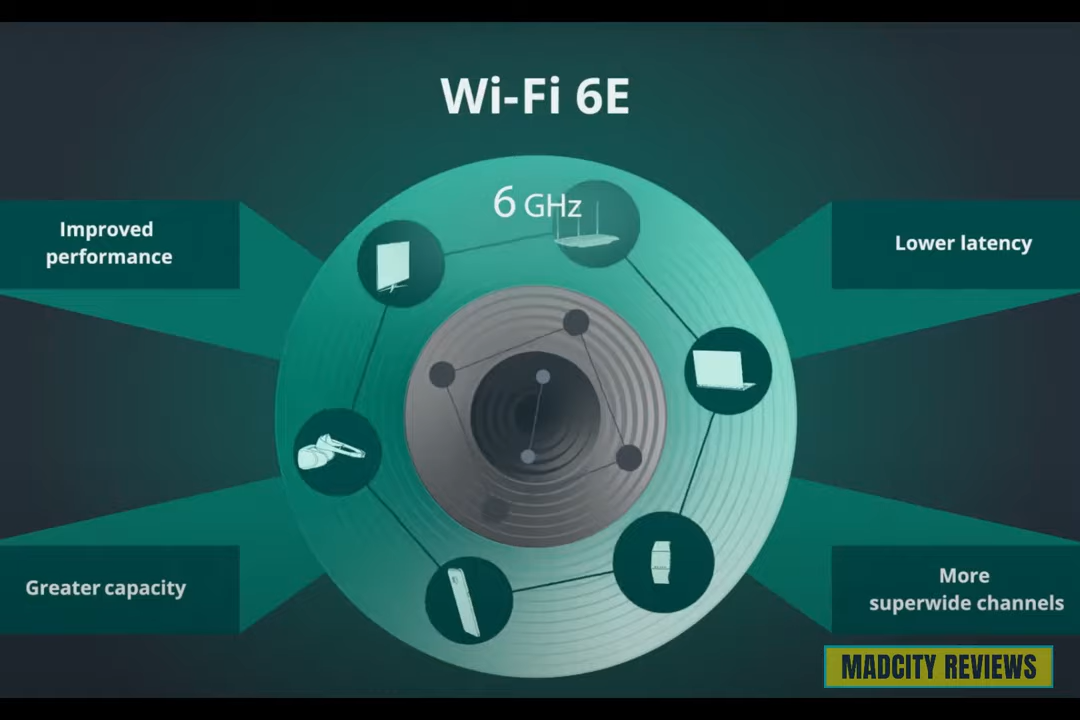 Wi-Fi 6E
6 GHz
Improved
performance
Lower latency
Greater capacity
More
superwide channels
MADCITY REVIEWS